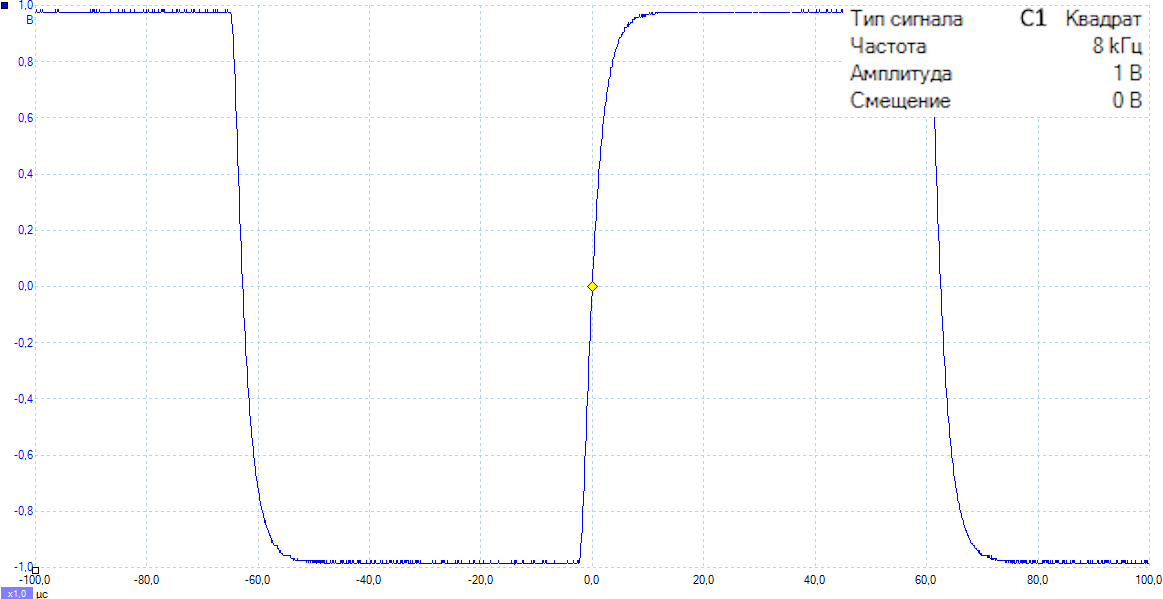 1,0
В
0,8
0,6
0,4
0,2
0,0
-0,2
-0,4
-0,6
-0,8
-1,0
-100,0 -80,0 -60,0 -40,0 -20,0 0,0 20,0 40,0 60,0 80,0 100,0
x1,0 µс
Тип сигнала C1 Квадрат
Частота 8 kГц
Амплитуда 1 В
Смещение 0 В